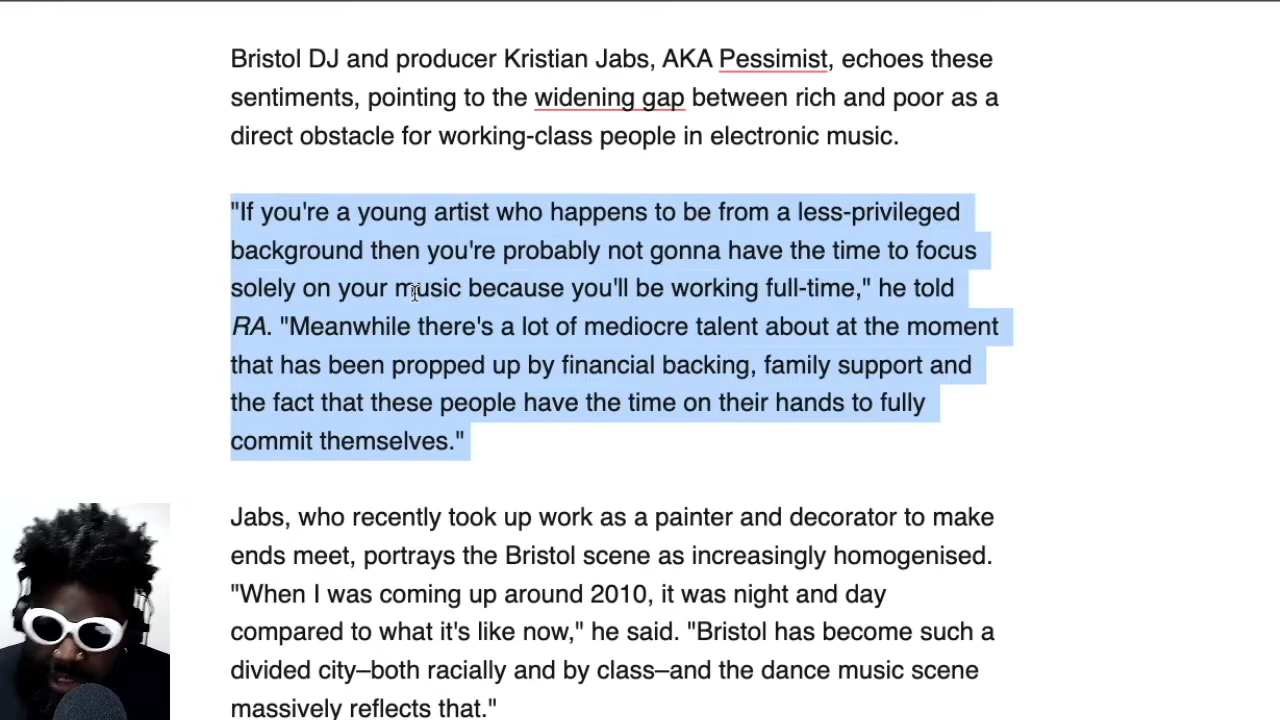 Bristol DJ and producer Kristian Jabs, AKA Pessimist, echoes these
sentiments, pointing to the widening gap between rich and poor as a
direct obstacle for working-class people in electronic music.
"If you're a young artist who happens to be from a less-privileged
background then you're probably not gonna have the time to focus
solely on your music because you'll be working full-time," he told
RA. "Meanwhile there's a lot of mediocre talent about at the moment
that has been propped up by financial backing, family support and
the fact that these people have the time on their hands to fully
commit themselves."
Jabs, who recently took up work as a painter and decorator to make
ends meet, portrays the Bristol scene as increasingly homogenised.
"When I was coming up around 2010, it was night and day
compared to what it's like now," he said. "Bristol has become such a
divided city–both racially and by class–and the dance music scene
massively reflects that."